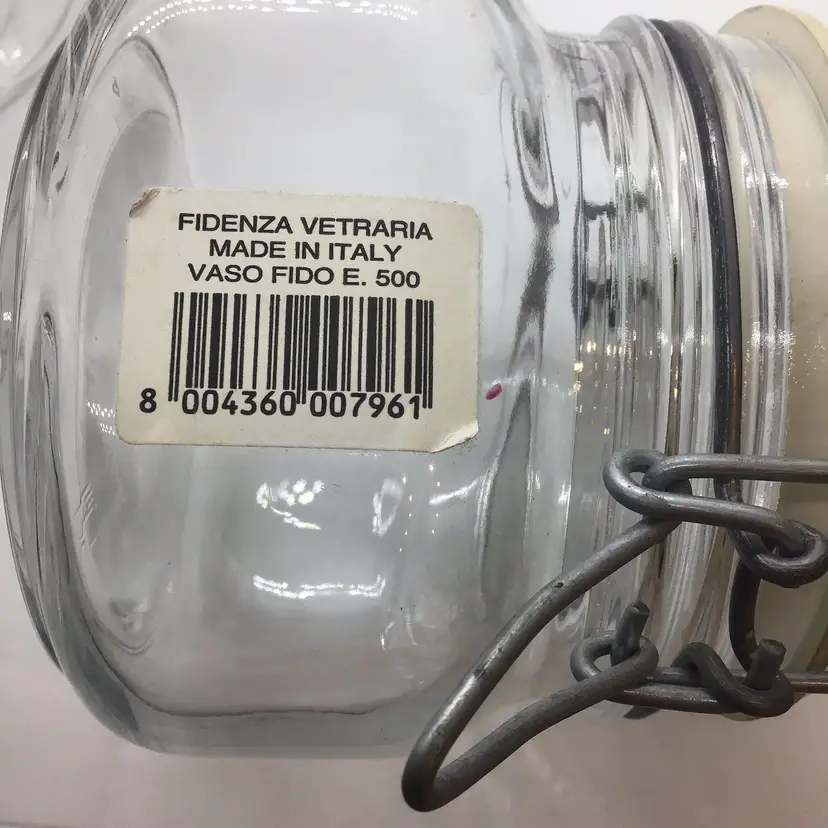 FIDENZA VETRARIA
MADE IN ITALY
VASO FIDO E. 500
8 004360 007961